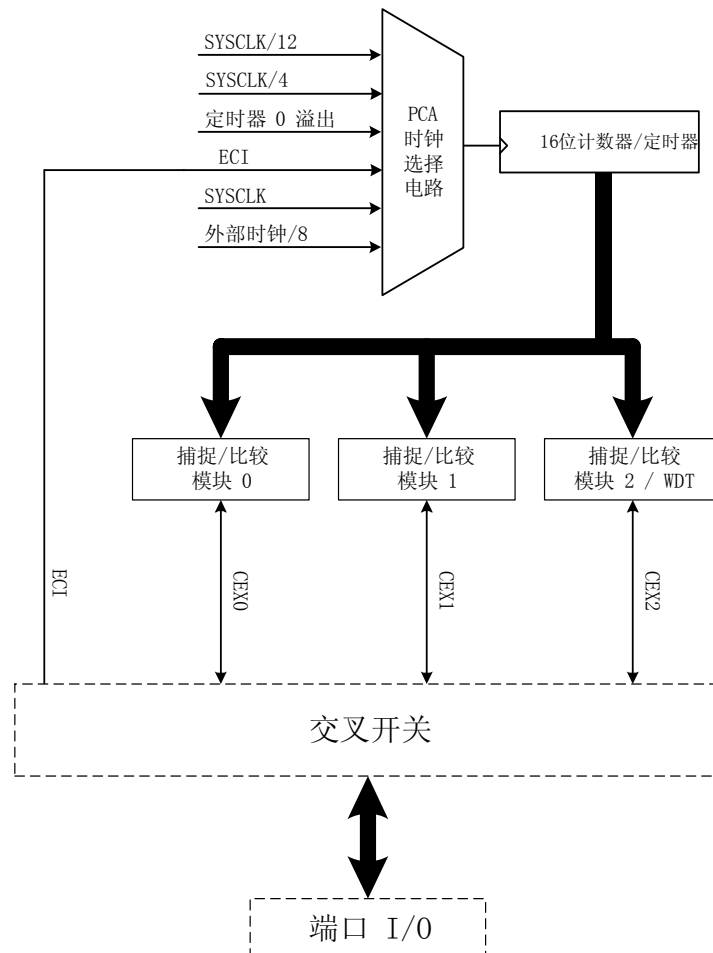 SYSCLK/12
SYSCLK/4
定时器 0 溢出
ECI
SYSCLK
外部时钟/8
PCA
时钟
选择
电路
16位计数器/定时器
捕捉/比较
模块 0
捕捉/比较
模块 1
捕捉/比较
模块 2 / WDT
ECI
CEX0
CEX1
CEX2
交叉开关
端口 I/O